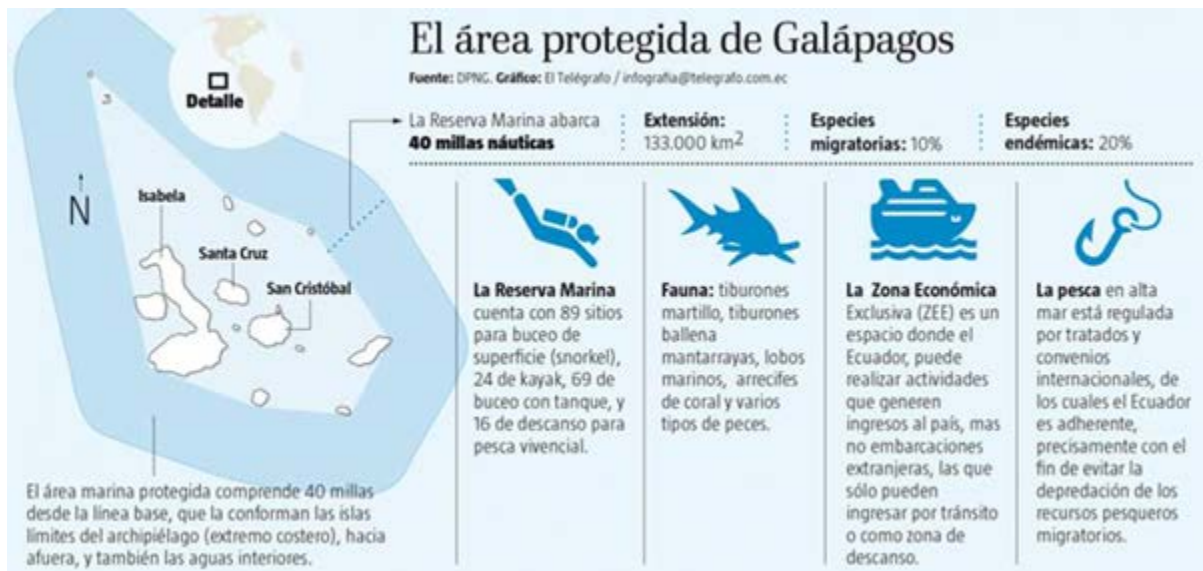 El área protegida de Galápagos
Fuente: DPNG. Gráfico: El Telégrafo / infografia@telegrafo.com.ec
Detalle
La Reserva Marina abarca
40 millas náuticas
Extensión:
133.000 km2
Especies
migratorias: 10%
Especies
endémicas: 20%
N
Isabela
Santa Cruz
San Cristóbal
El área marina protegida comprende 40 millas
desde la línea base, que la conforman las islas
límites del archipiélago (extremo costero), hacia
afuera, y también las aguas interiores.
La Reserva Marina
cuenta con 89 sitios
para buceo de
superficie (snorkel),
24 de kayak, 69 de
buceo con tanque, y
16 de descanso para
pesca vivencial.
Fauna: tiburones
martillo, tiburones
ballena
mantarrayas, lobos
marinos, arrecifes
de coral y varios
tipos de peces.
La Zona Económica
Exclusiva (ZEE) es un
espacio donde el
Ecuador, puede
realizar actividades
que generen
ingresos al país, mas
no embarcaciones
extranjeras, las que
sólo pueden
ingresar por tránsito
o como zona de
descanso.
La pesca en alta
mar está regulada
por tratados y
convenios
internacionales, de
los cuales el Ecuador
es adherente,
precisamente con el
fin de evitar la
depredación de los
recursos pesqueros
migratorios.